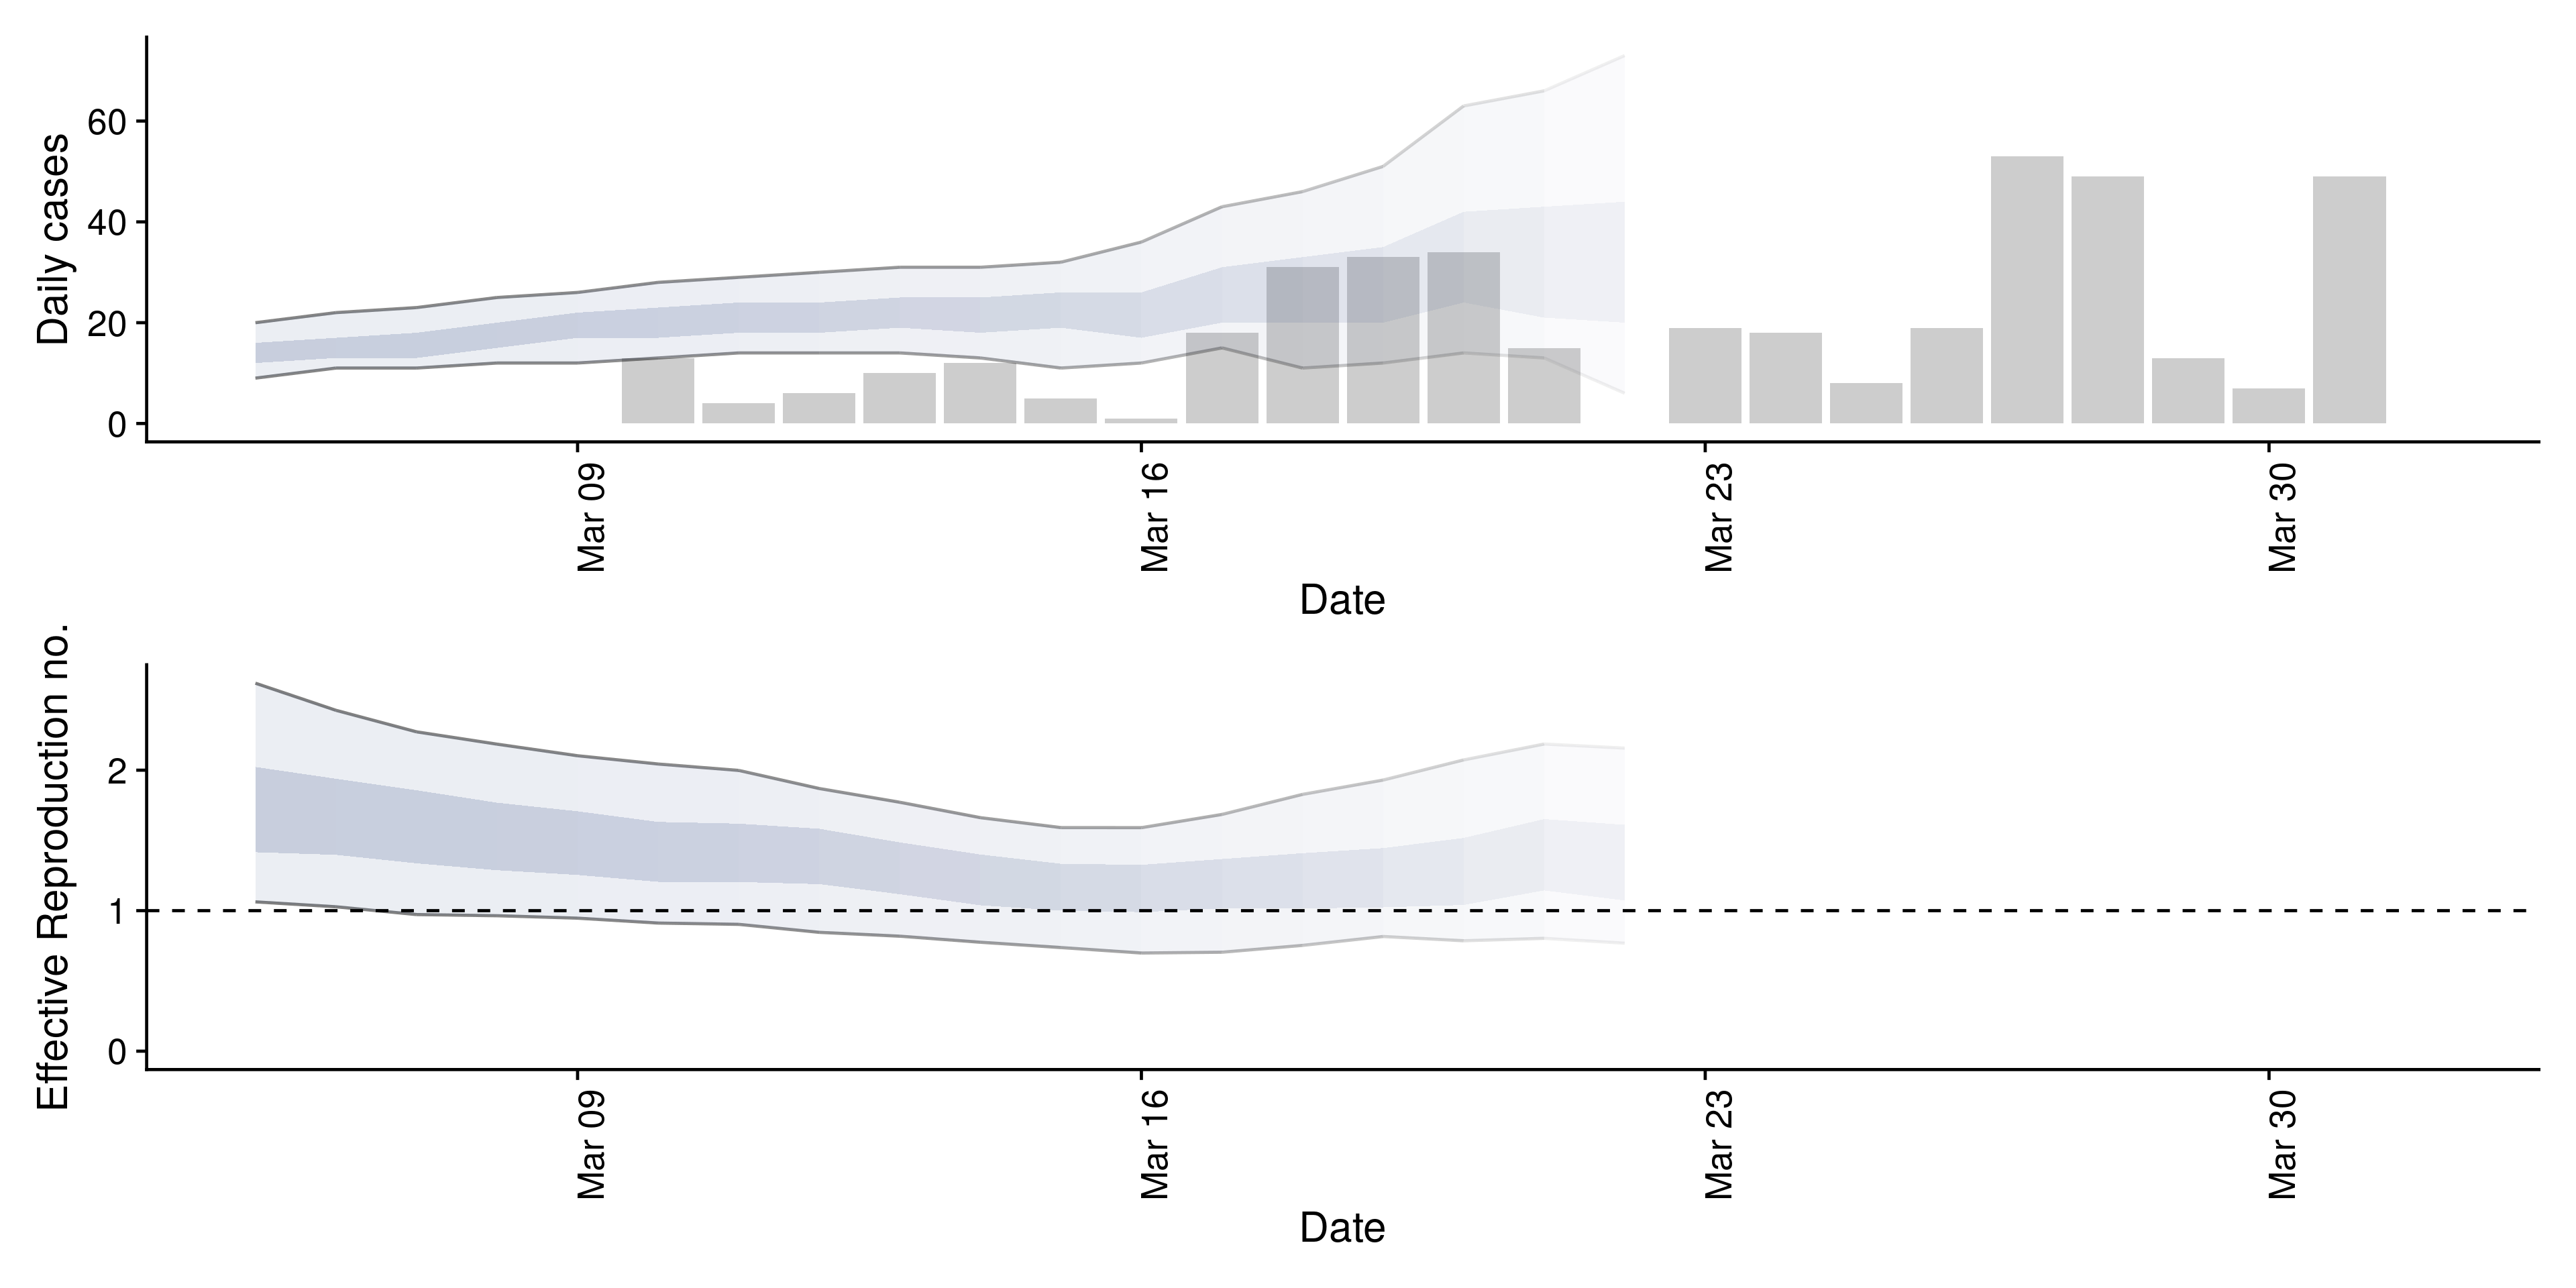 Daily cases
60
40
20
0
Mar 09
Mar 16
Mar 23
Mar 30
Date
Effective Reproduction no.
2
1
0
Mar 09
Mar 16
Mar 23
Mar 30
Date